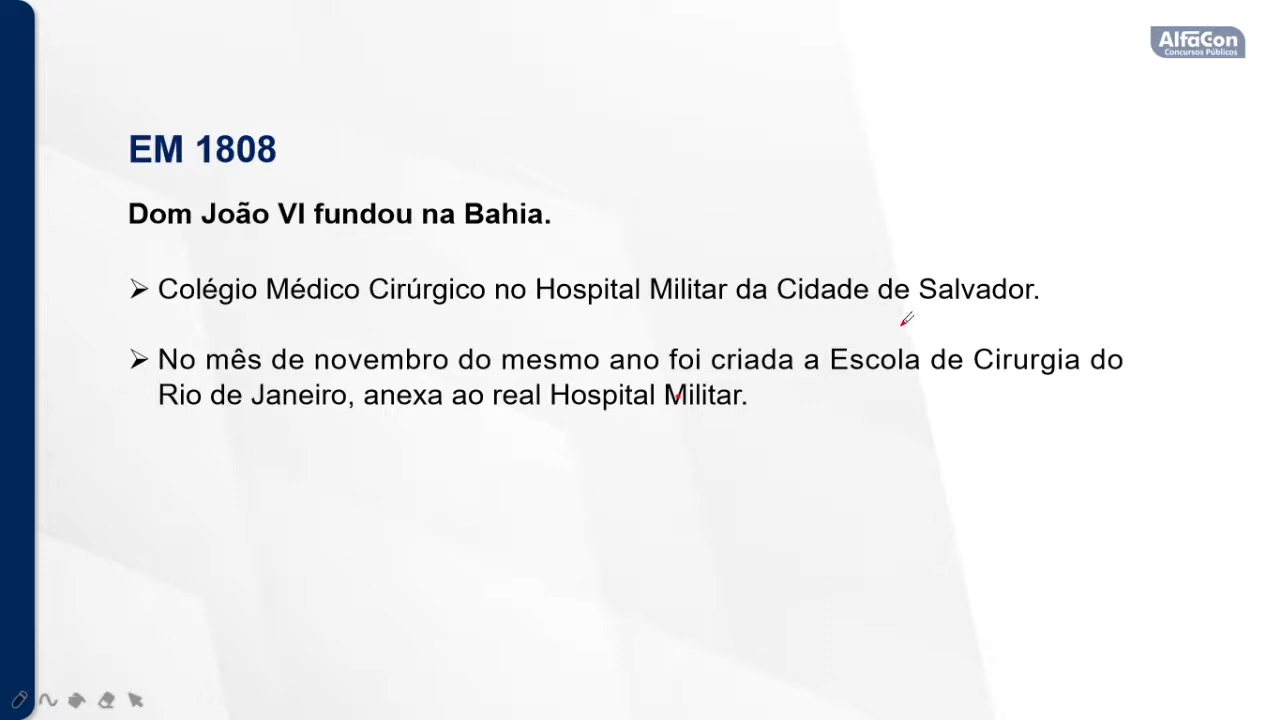 AlfaCon
Concursos Públicos
EM 1808
Dom João VI fundou na Bahia.
Colégio Médico Cirúrgico no Hospital Militar da Cidade de Salvador.
No mês de novembro do mesmo ano foi criada a Escola de Cirurgia do
Rio de Janeiro, anexa ao real Hospital Militar.